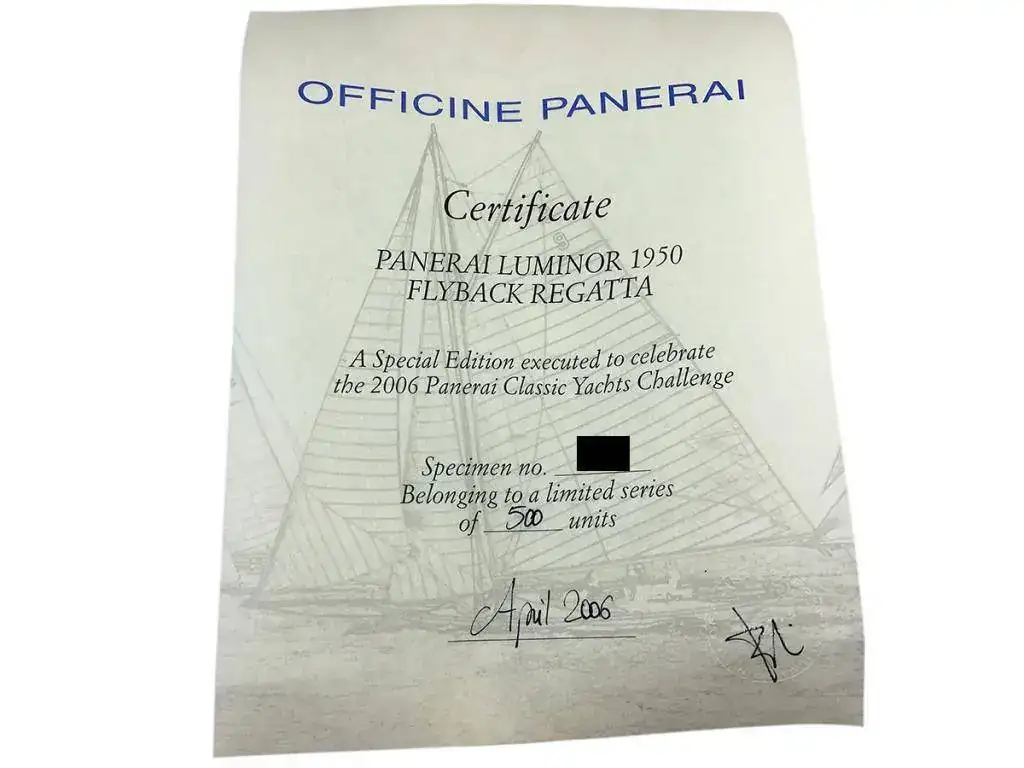 OFFICINE PANERAI
Certificate
PANERAI LUMINOR 1950
FLYBACK REGATTA
A Special Edition executed to celebrate
the 2006 Panerai Classic Yachts Challenge
Specimen no.
Belonging to a limited series
of 500 units
April 2006